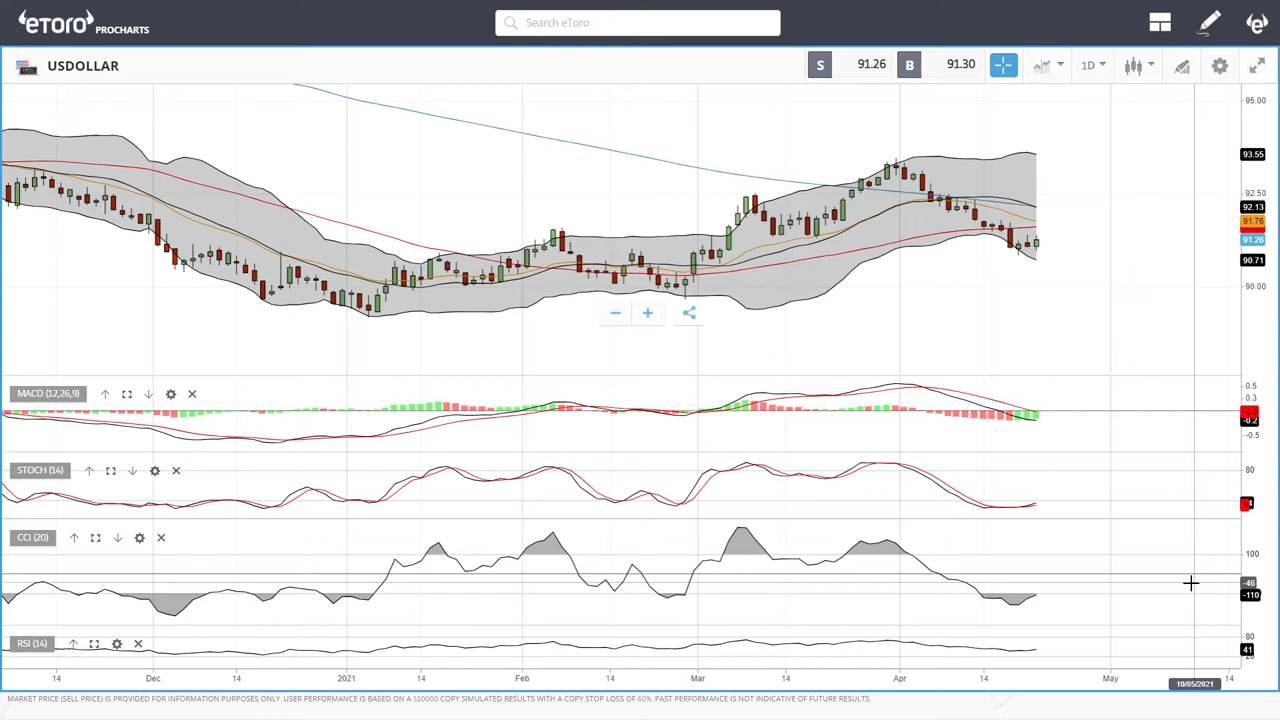 eToro PROCHARTS
Search eToro
USDOLLAR
S 91.26 B 91.30 1D
95.00
93.55
92.50
92.13
91.76
91.26
90.71
90.00
MACD (12,26,9)
0.5
0.3
-0.2
-0.5
STOCH (14)
80
CCI (20)
100
-46
-110
RSI (14)
80
41
20
14 Dec 14 2021 14 Feb 14 Mar 14 Apr 14 May 14
10/05/2021
MARKET PRICE (SELL PRICE) IS PROVIDED FOR INFORMATION PURPOSES ONLY. USER PERFORMANCE IS BASED ON A $10000 COPY SIMULATED RESULTS WITH A COPY STOP LOSS OF 60%. PAST PERFORMANCE IS NOT INDICATIVE OF FUTURE RESULTS.